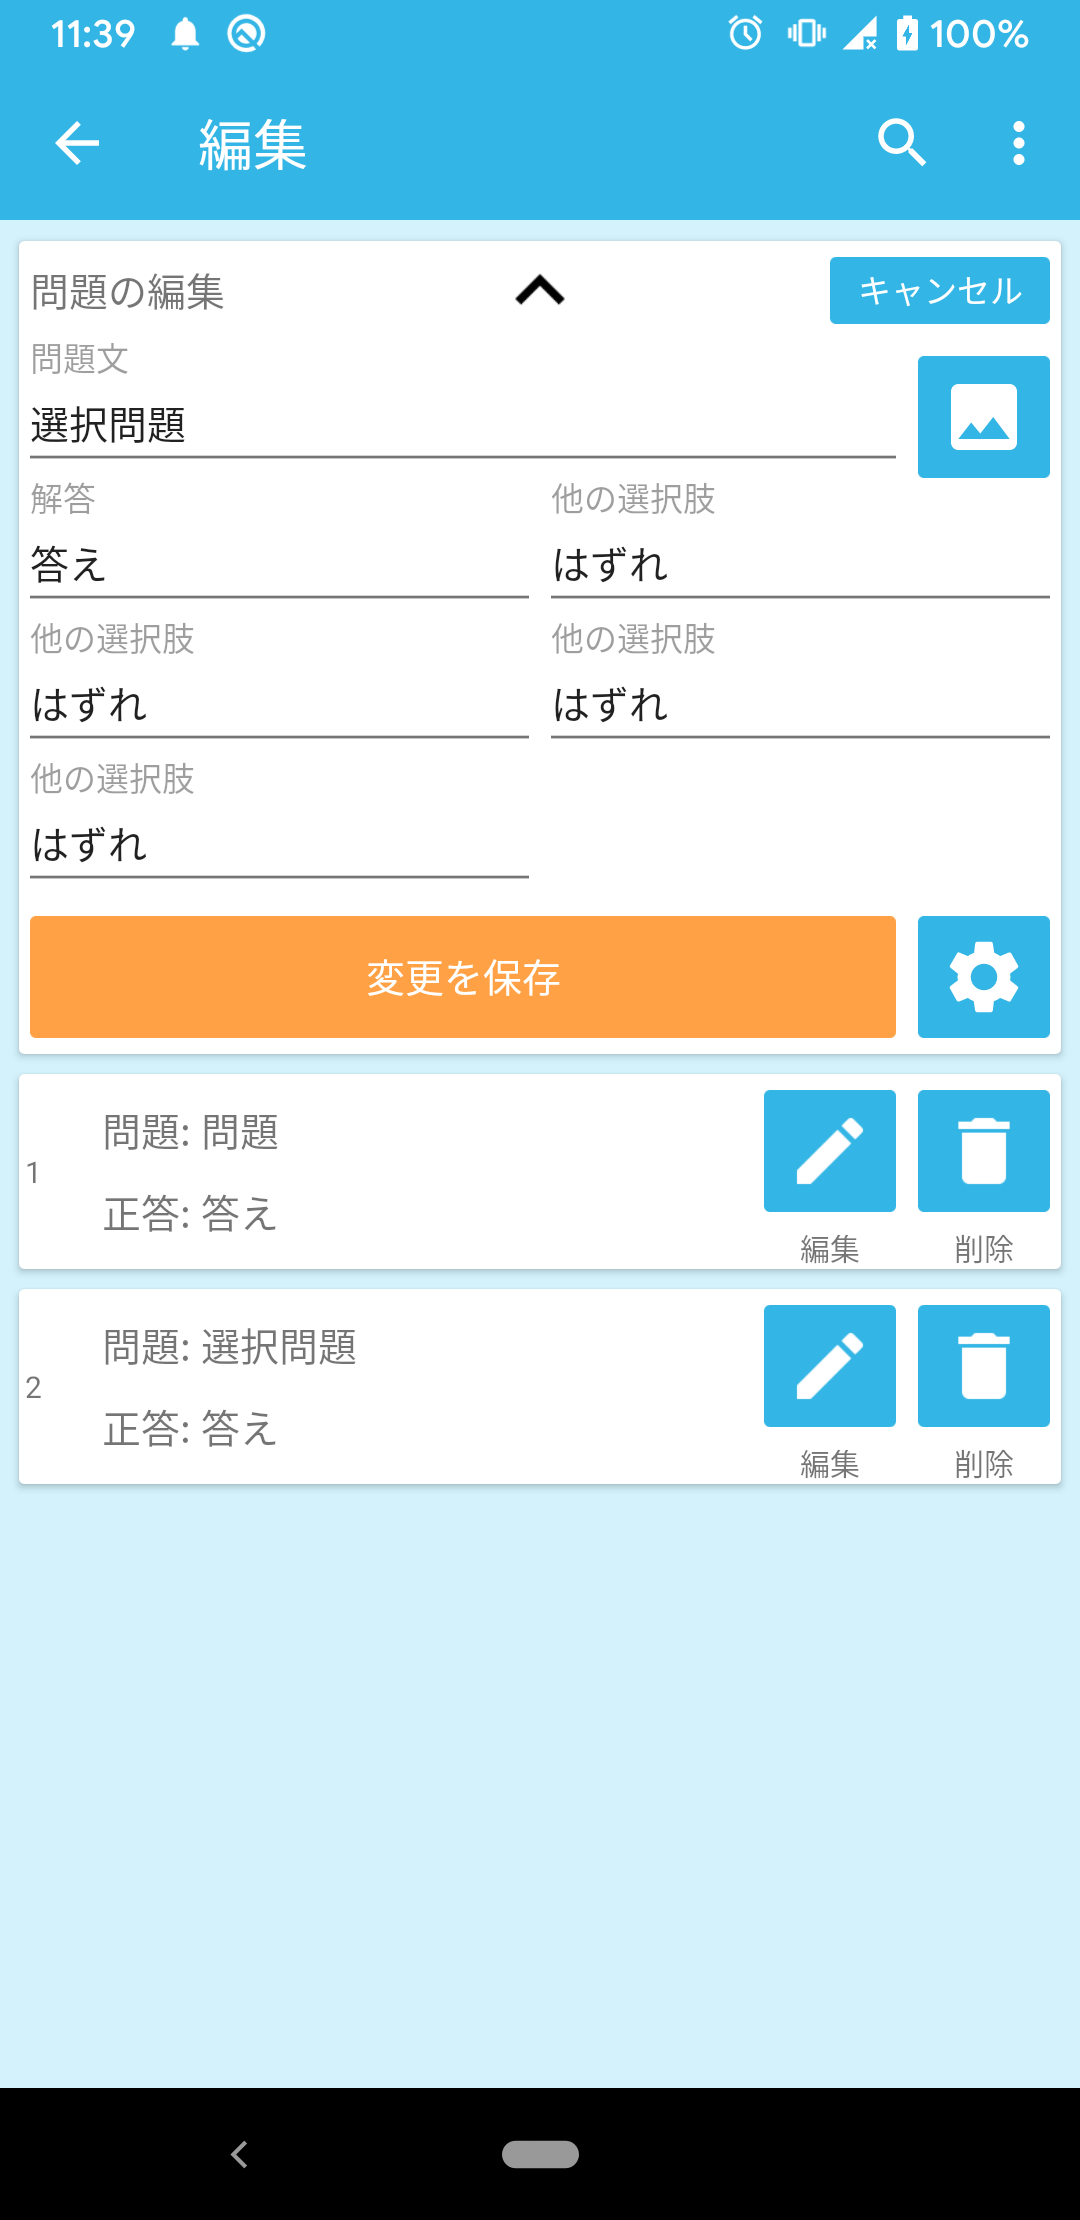 11:39 100%
編集
問題の編集 キャンセル
問題文
選択問題
解答 他の選択肢
答え はずれ
他の選択肢 他の選択肢
はずれ はずれ
他の選択肢
はずれ
変更を保存
1 問題: 問題
正答: 答え
編集 削除
2 問題: 選択問題
正答: 答え
編集 削除